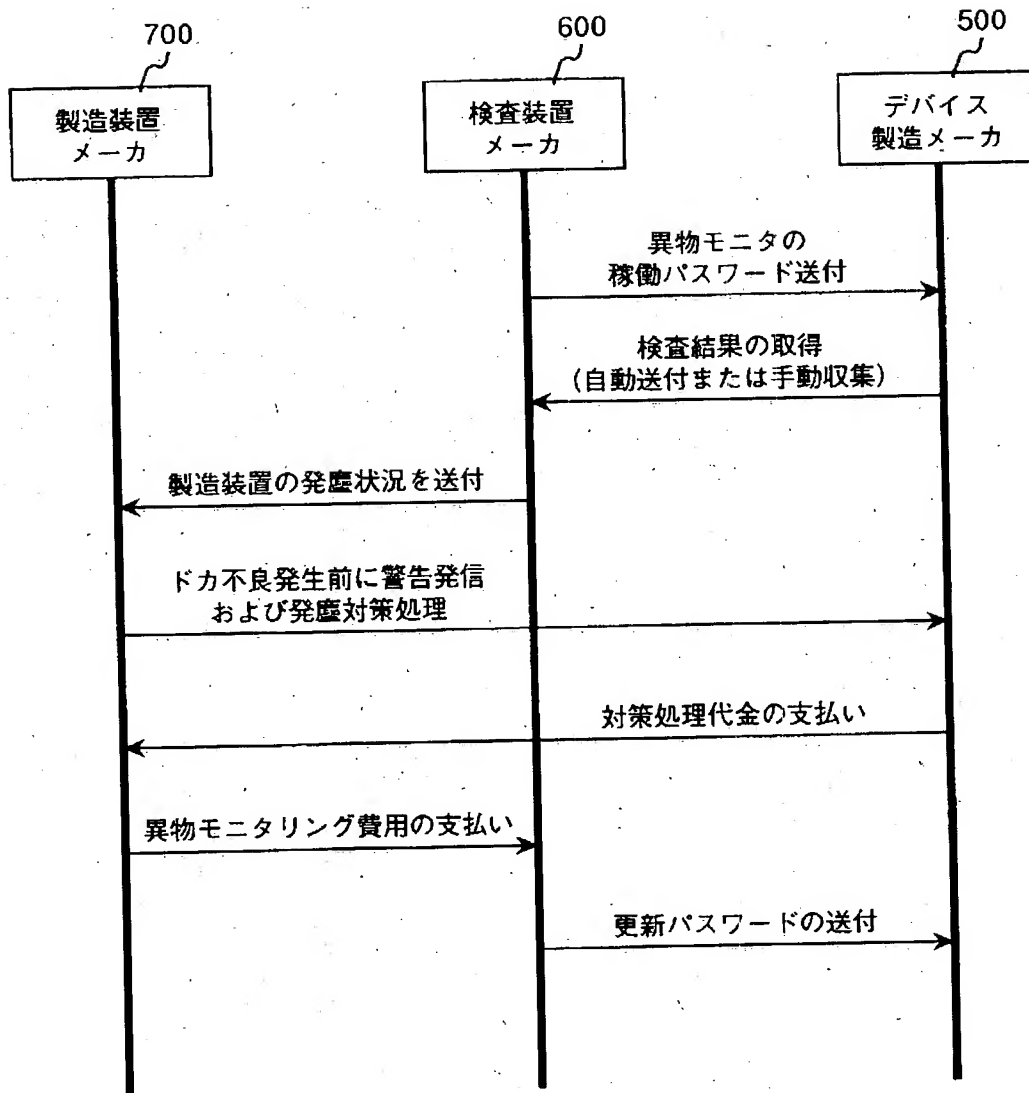 700
600
500
製造装置
メーカ
検査装置
メーカ
デバイス
製造メーカ
異物モニタの
稼働パスワード送付
検査結果の取得
(自動送付または手動収集)
製造装置の発塵状況を送付
ドカ不良発生前に警告発信
および発塵対策処理
対策処理代金の支払い
異物モニタリング費用の支払い
更新パスワードの送付